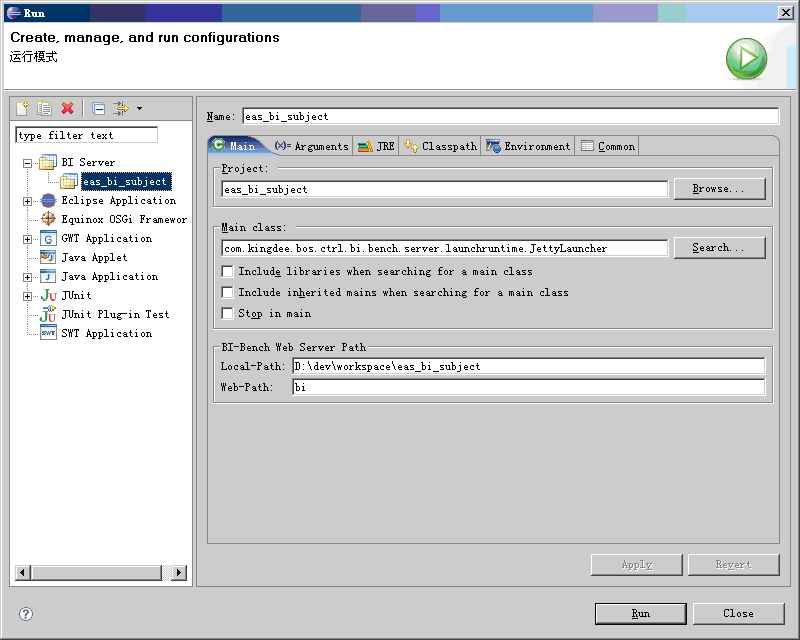 Run
Create, manage, and run configurations
运行模式
type filter text
BI Server
eas_bi_subject
Eclipse Application
Equinox OSGi Framewor
GWT Application
Java Applet
Java Application
JUnit
JUnit Plug-in Test
SWT Application
Name: eas_bi_subject
Main (x)= Arguments JRE Classpath Environment Common
Project:
eas_bi_subject Browse...
Main class:
com.kingdee.bos.ctrl.bi.bench.server.launchruntime.JettyLauncher Search...
Include libraries when searching for a main class
Include inherited mains when searching for a main class
Stop in main
BI-Bench Web Server Path
Local-Path: D:\dev\workspace\eas_bi_subject
Web-Path: bi
Apply Revert
Run Close